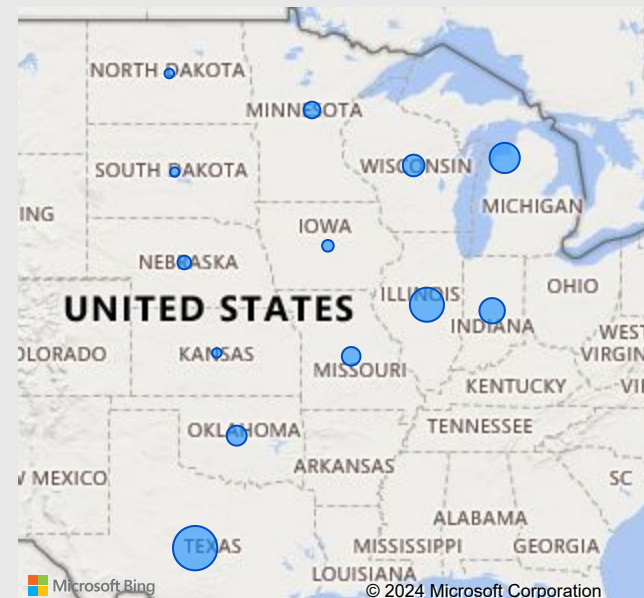 NORTH DAKOTA
MINNESOTA
WISCONSIN
SOUTH DAKOTA
MICHIGAN
ING
IOWA
NEBRASKA
OHIO
ILLINOIS
UNITED STATES
INDIANA
WEST
VIRGIN
OLORADO
KANSAS
MISSOURI
KENTUCKY
VII
OKLAHOMA
TENNESSEE
ARKANSAS
W MEXICO
SC
ALABAMA
TEXAS
MISSISSIPPI
GEORGIA
LOUISIANA
Microsoft Bing
© 2024 Microsoft Corporation